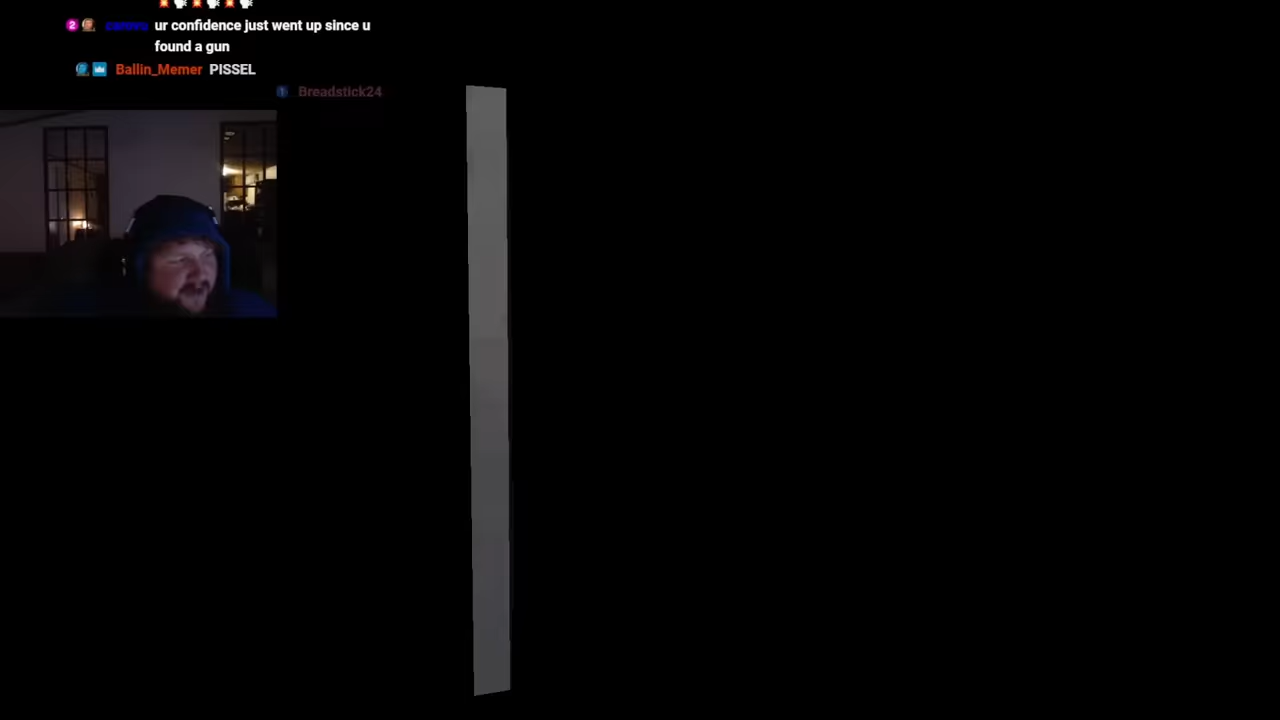 ur confidence just went up since u
found a gun
Ballin_Memer PISSEL
Breadstick24